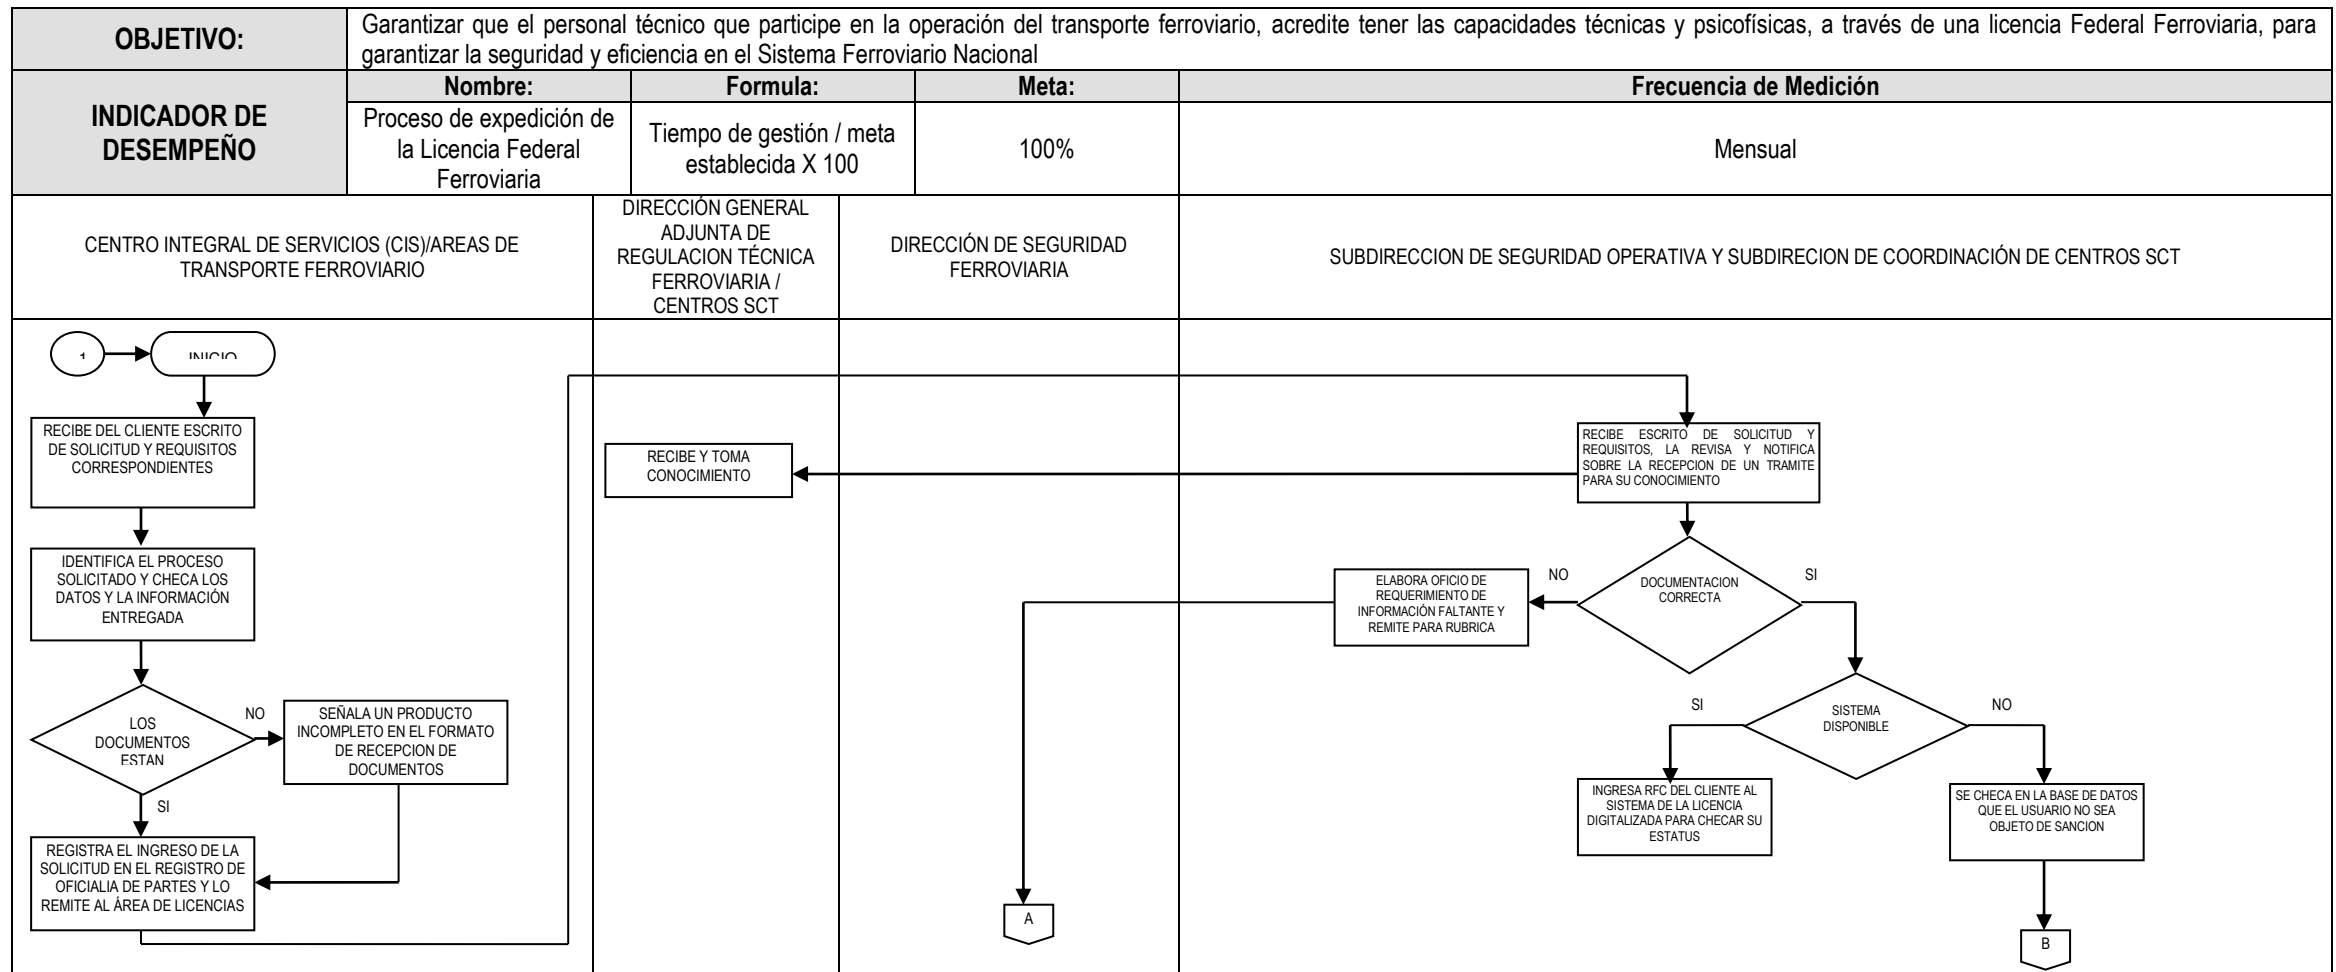 OBJETIVO:
Garantizar que el personal técnico que participe en la operación del transporte ferroviario, acredite tener las capacidades técnicas y psicofísicas, a través de una licencia Federal Ferroviaria, para
garantizar la seguridad y eficiencia en el Sistema Ferroviario Nacional
INDICADOR DE
DESEMPEÑO
Nombre:
Formula:
Meta:
Frecuencia de Medición
Proceso de expedición de
la Licencia Federal
Ferroviaria
Tiempo de gestión / meta
establecida X 100
100%
Mensual
CENTRO INTEGRAL DE SERVICIOS (CIS)/AREAS DE
TRANSPORTE FERROVIARIO
DIRECCIÓN GENERAL
ADJUNTA DE
REGULACION TÉCNICA
FERROVIARIA /
CENTROS SCT
DIRECCIÓN DE SEGURIDAD
FERROVIARIA
SUBDIRECCION DE SEGURIDAD OPERATIVA Y SUBDIRECION DE COORDINACIÓN DE CENTROS SCT
1
INICIO
RECIBE DEL CLIENTE ESCRITO
DE SOLICITUD Y REQUISITOS
CORRESPONDIENTES
IDENTIFICA EL PROCESO
SOLICITADO Y CHECA LOS
DATOS Y LA INFORMACIÓN
ENTREGADA
LOS
DOCUMENTOS
ESTAN
NO
SEÑALA UN PRODUCTO
INCOMPLETO EN EL FORMATO
DE RECEPCION DE
DOCUMENTOS
SI
REGISTRA EL INGRESO DE LA
SOLICITUD EN EL REGISTRO DE
OFICIALIA DE PARTES Y LO
REMITE AL ÁREA DE LICENCIAS
RECIBE Y TOMA
CONOCIMIENTO
RECIBE ESCRITO DE SOLICITUD Y
REQUISITOS, LA REVISA Y NOTIFICA
SOBRE LA RECEPCION DE UN TRAMITE
PARA SU CONOCIMIENTO
DOCUMENTACION
CORRECTA
NO
SI
ELABORA OFICIO DE
REQUERIMIENTO DE
INFORMACIÓN FALTANTE Y
REMITE PARA RUBRICA
SISTEMA
DISPONIBLE
SI
NO
INGRESA RFC DEL CLIENTE AL
SISTEMA DE LA LICENCIA
DIGITALIZADA PARA CHECAR SU
ESTATUS
SE CHECA EN LA BASE DE DATOS
QUE EL USUARIO NO SEA
OBJETO DE SANCION
A
B